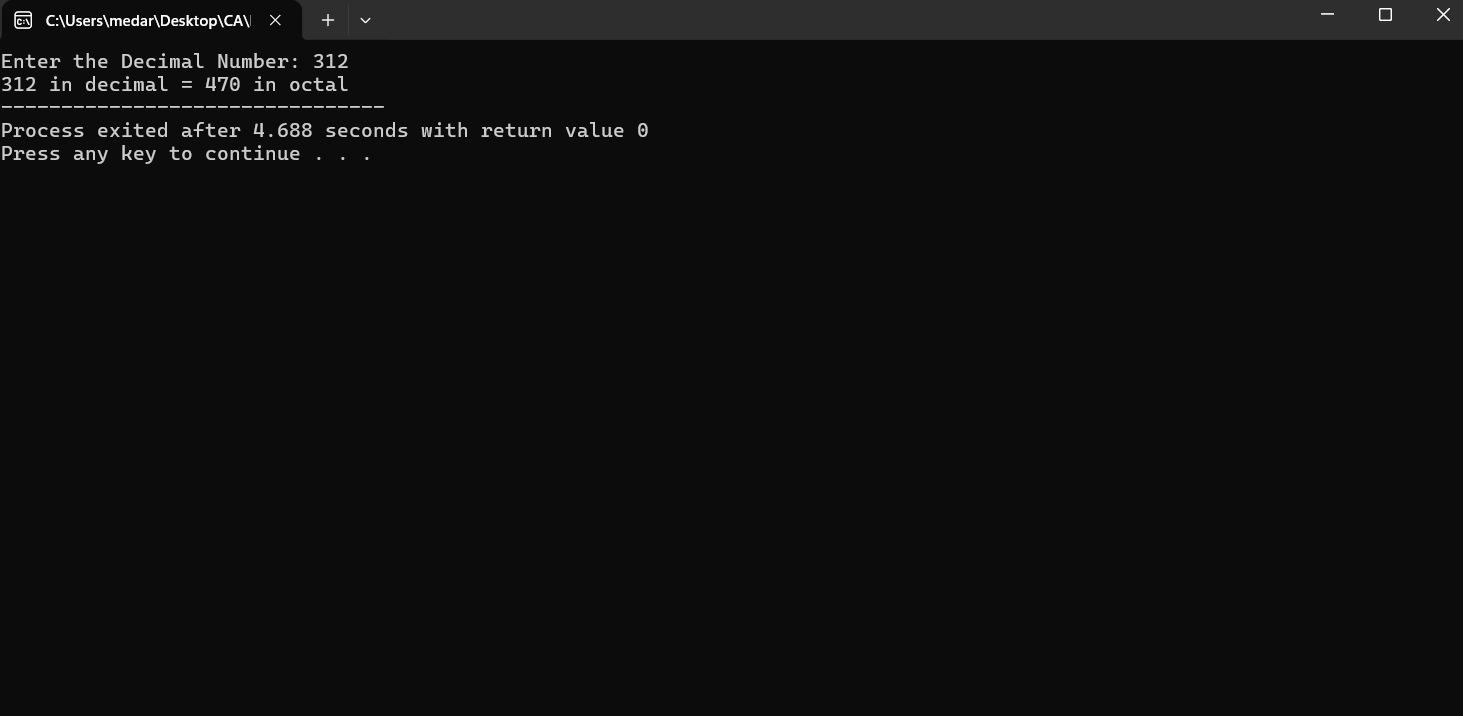 C:\Users\medar\Desktop\CA\
Enter the Decimal Number: 312
312 in decimal = 470 in octal
--------------------------------
Process exited after 4.688 seconds with return value 0
Press any key to continue . . .